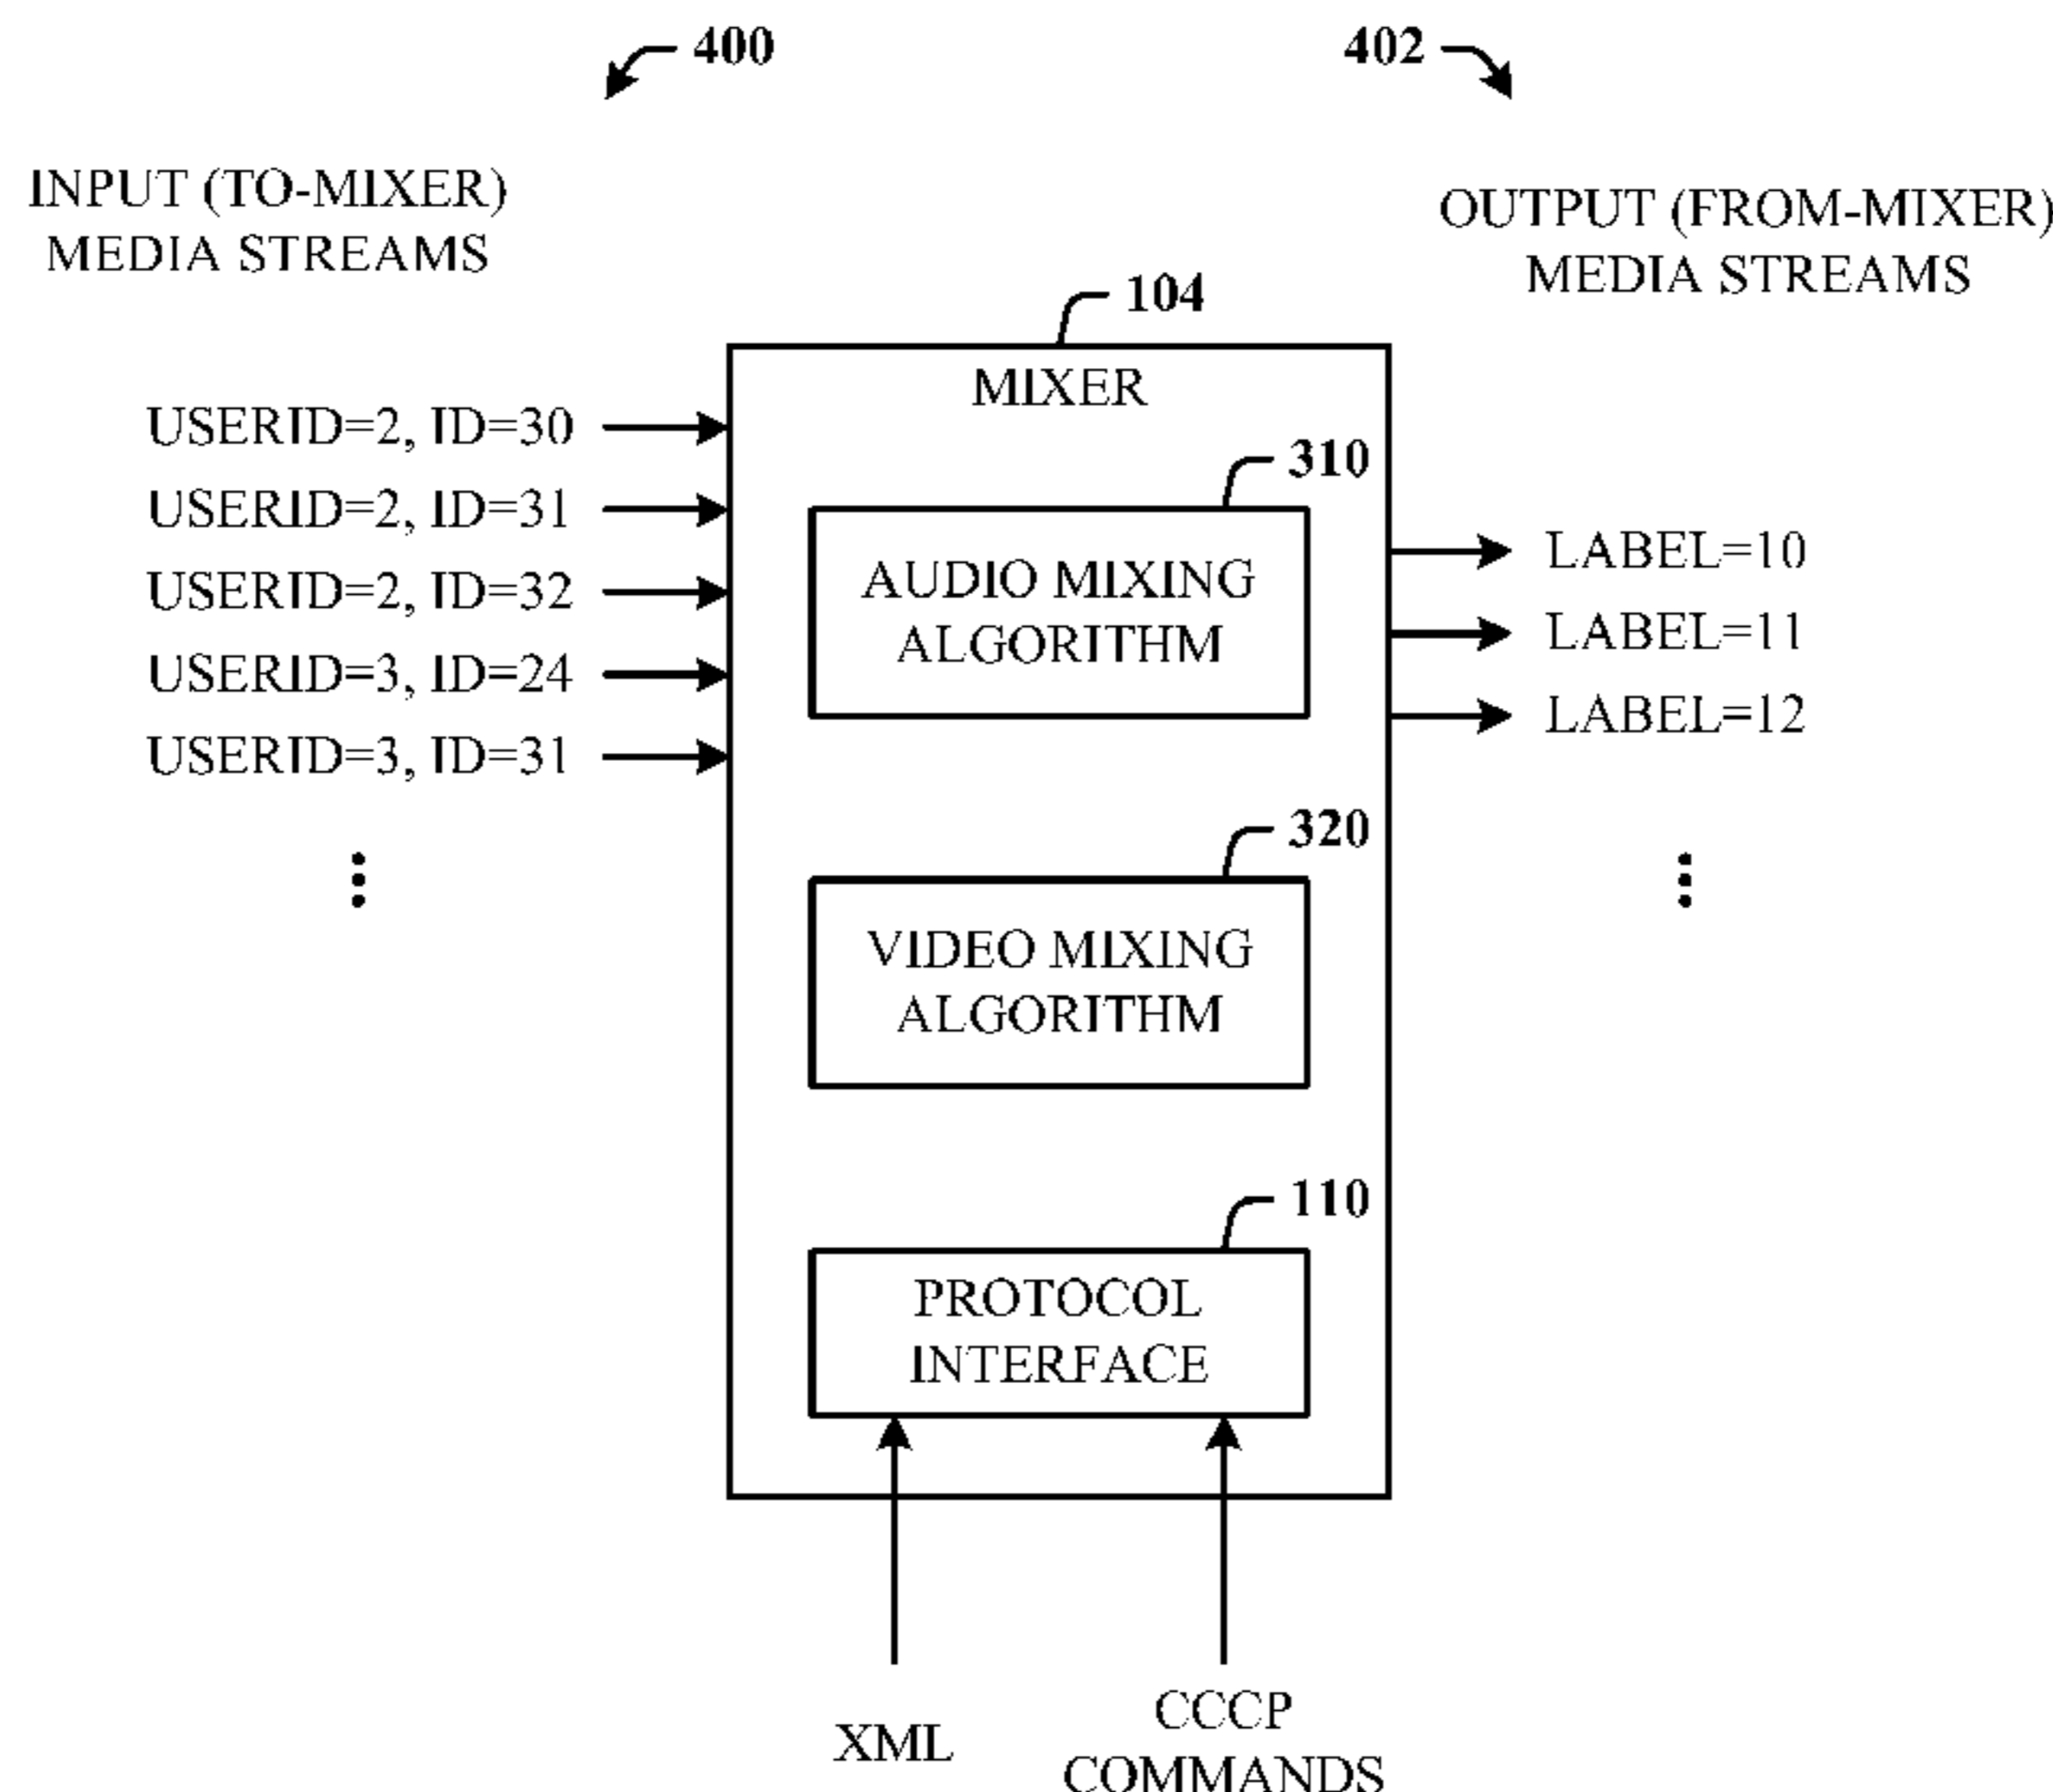 400
402
INPUT (TO-MIXER)
MEDIA STREAMS
OUTPUT (FROM-MIXER)
MEDIA STREAMS
104
MIXER
USERID=2, ID=30
USERID=2, ID=31
USERID=2, ID=32
USERID=3, ID=24
USERID=3, ID=31
310
AUDIO MIXING
ALGORITHM
LABEL=10
LABEL=11
LABEL=12
320
VIDEO MIXING
ALGORITHM
110
PROTOCOL
INTERFACE
XML
CCCP
COMMANDS